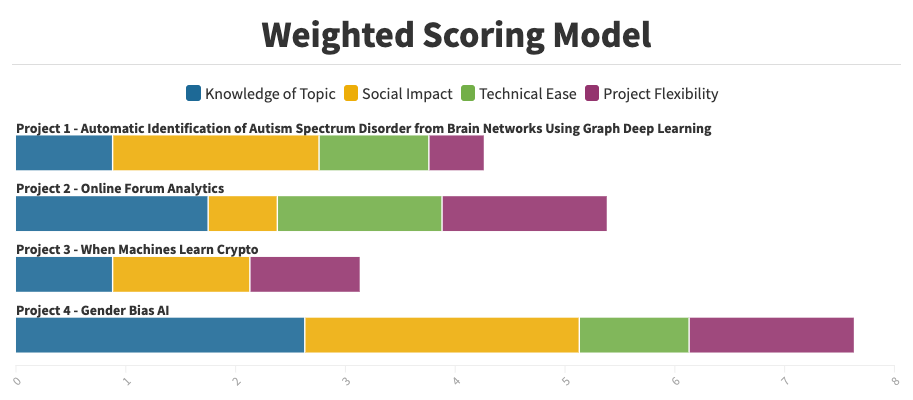 Weighted Scoring Model
Knowledge of Topic Social Impact Technical Ease Project Flexibility
Project 1 - Automatic Identification of Autism Spectrum Disorder from Brain Networks Using Graph Deep Learning
Project 2 - Online Forum Analytics
Project 3 - When Machines Learn Crypto
Project 4 - Gender Bias AI
0 1 2 3 4 5 6 7 8